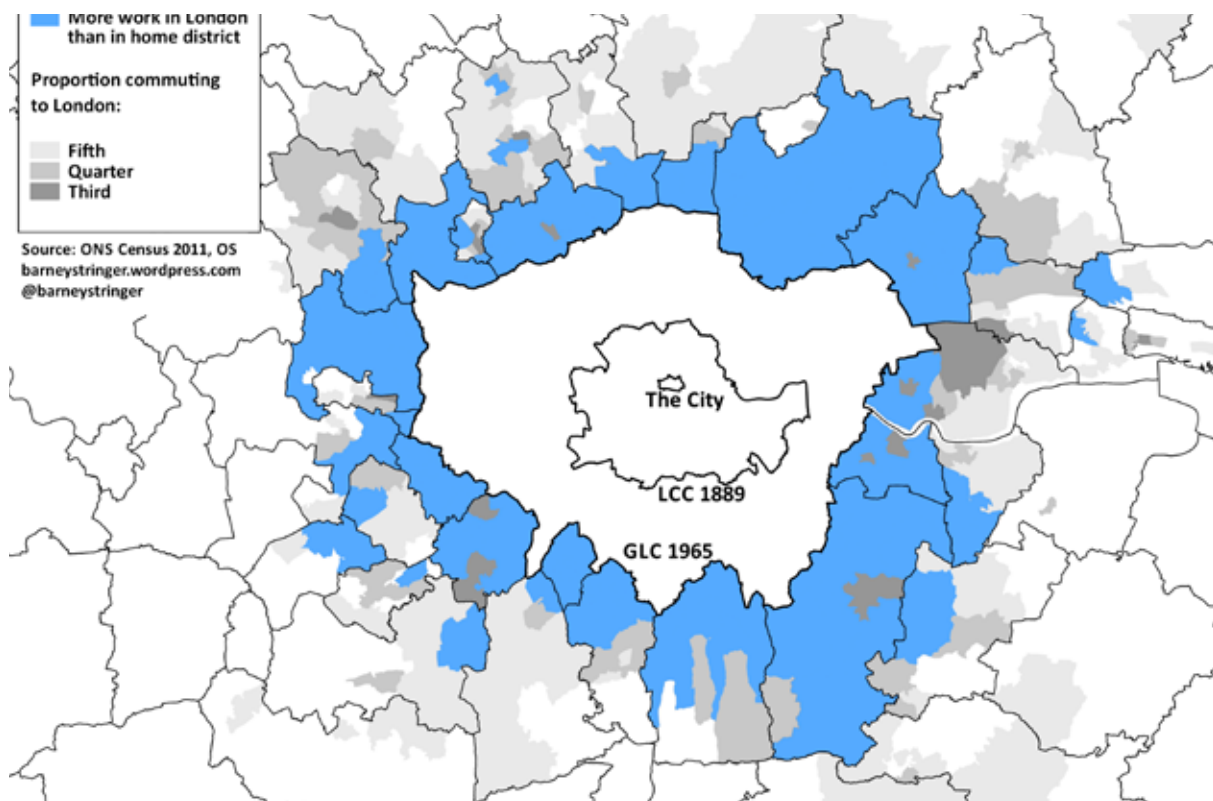 More work in London
than in home district
Proportion commuting
to London:
Fifth
Quarter
Third
Source: ONS Census 2011, OS
barneystringer.wordpress.com
@barneystringer
The City
LCC 1889
GLC 1965